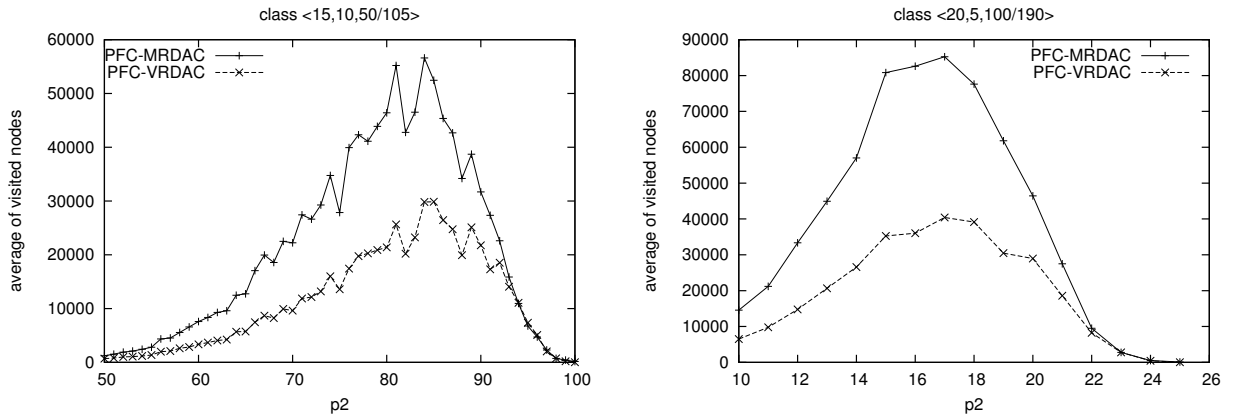 class <15,10,50/105>
PFC-MRDAC
PFC-VRDAC
average of visited nodes
60000
50000
40000
30000
20000
10000
0
50 60 70 80 90 100
p2
class <20,5,100/190>
PFC-MRDAC
PFC-VRDAC
average of visited nodes
90000
80000
70000
60000
50000
40000
30000
20000
10000
0
10 12 14 16 18 20 22 24 26
p2